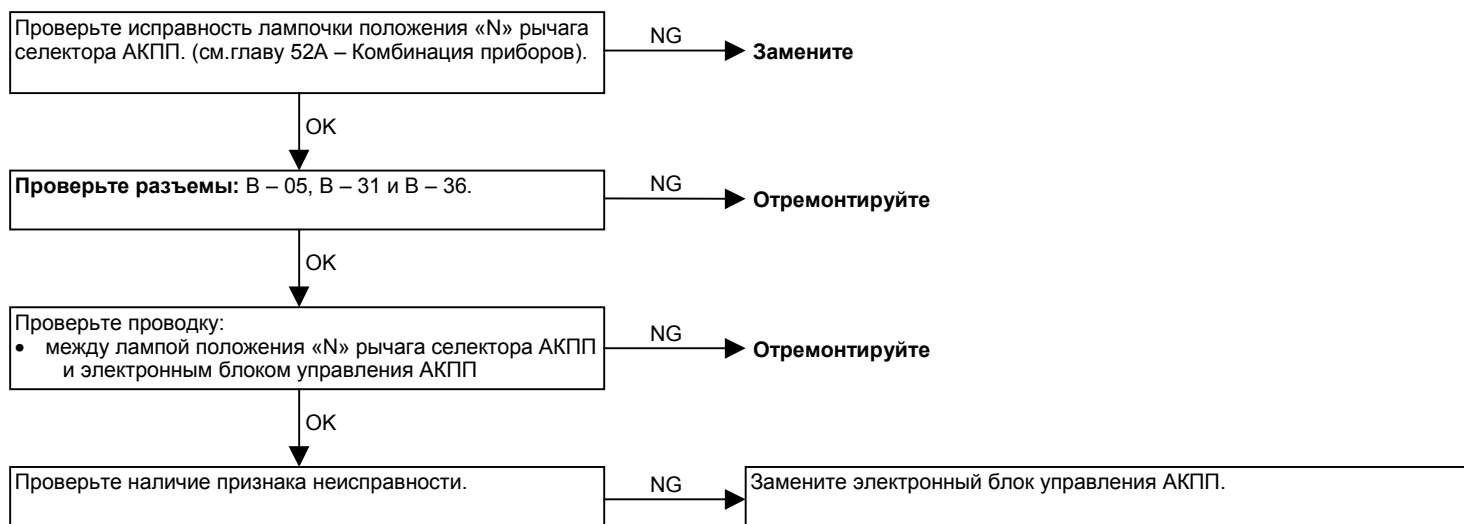 Проверьте исправность лампочки положения «N» рычага
селектора АКПП. (см.главу 52А – Комбинация приборов).
NG
Замените
OK
Проверьте разъемы: В – 05, В – 31 и В – 36.
NG
Отремонтируйте
OK
Проверьте проводку:
• между лампой положения «N» рычага селектора АКПП
и электронным блоком управления АКПП
NG
Отремонтируйте
OK
Проверьте наличие признака неисправности.
NG
Замените электронный блок управления АКПП.